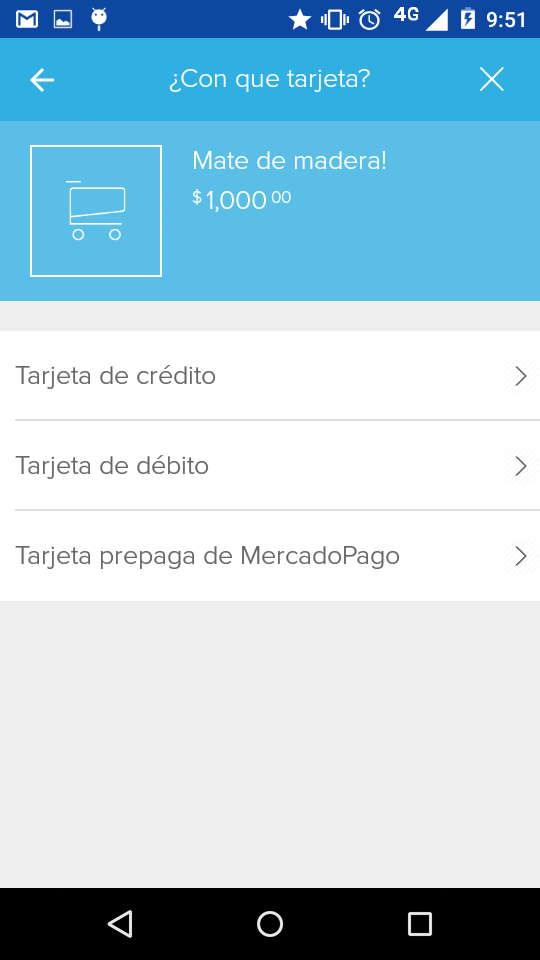 4G 9:51
¿Con que tarjeta?
Mate de madera!
$ 1,000 00
Tarjeta de crédito
Tarjeta de débito
Tarjeta prepaga de MercadoPago